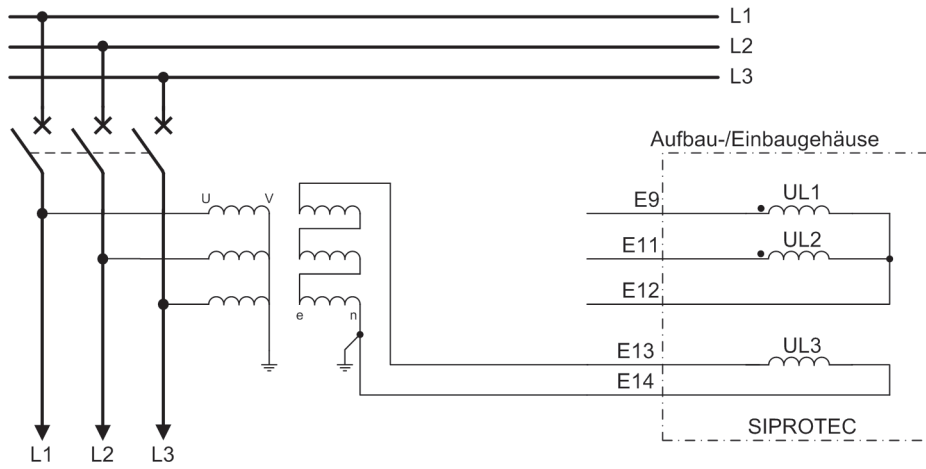 L1
L2
L3
Aufbau-/Einbaugehäuse
U V
E9 UL1
E11 UL2
E12
e n
E13 UL3
E14
SIPROTEC
L1 L2 L3